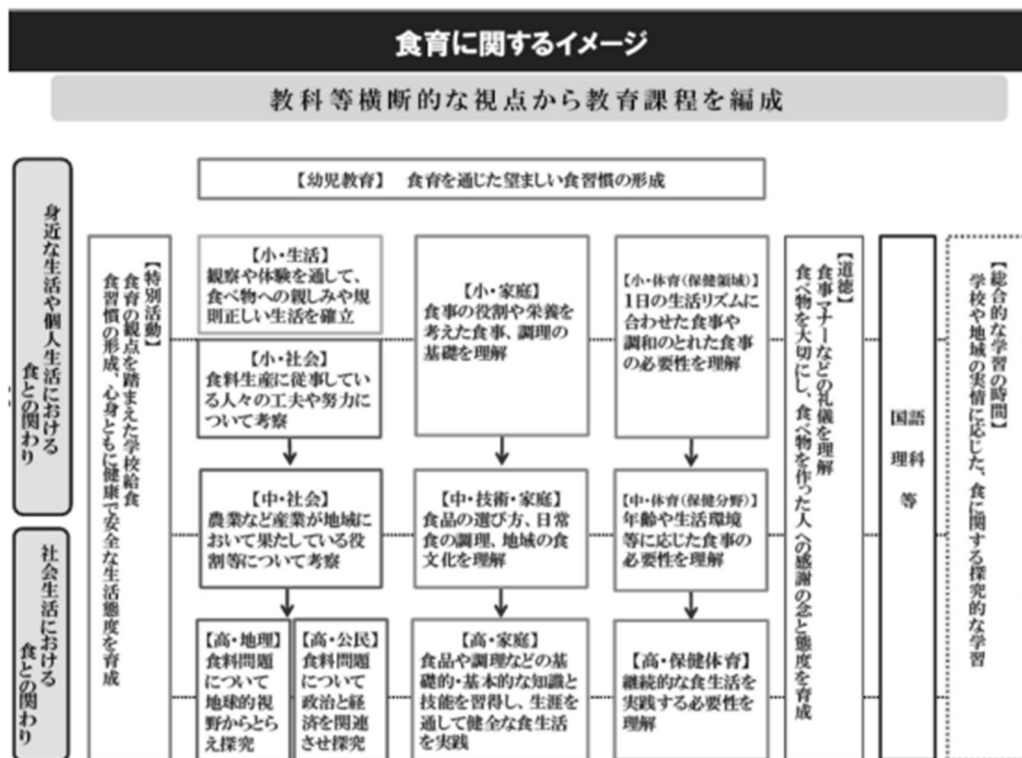 食育に関するイメージ
教科等横断的な視点から教育課程を編成
身近な生活や個人生活における
食との関わり
社会生活における
食との関わり
【特別活動】
食育の観点を踏まえた学校給食
食習慣の形成、心身ともに健康で安全な生活態度を育成
【幼児教育】 食育を通じた望ましい食習慣の形成
【小・生活】
観察や体験を通して、
食べ物への親しみや規
則正しい生活を確立
【小・社会】
食料生産に従事してい
る人々の工夫や努力に
ついて考察
【中・社会】
農業など産業が地域に
おいて果たしている役
割等について考察
【高・地理】
食料問題
について
地球的視
野からとら
え探究
【高・公民】
食料問題
について
政治と経
済を関連
させ探究
【小・家庭】
食事の役割や栄養を
考えた食事、調理の
基礎を理解
【中・技術・家庭】
食品の選び方、日常
食の調理、地域の食
文化を理解
【高・家庭】
食品や調理などの基
礎的・基本的な知識と
技能を習得し、生涯を
通して健全な食生活
を実践
【小・体育(保健領域)】
1日の生活リズムに
合わせた食事や
調和のとれた食事
の必要性を理解
【中・体育(保健分野)】
年齢や生活環境
等に応じた食事の
必要性を理解
【高・保健体育】
継続的な食生活を
実践する必要性を
理解
【道徳】
食事マナーなどの礼儀を理解
食べ物を大切にし、食べ物を作った人への感謝の念と態度を育成
国語
理科
等
【総合的な学習の時間】
学校や地域の実情に応じた、食に関する探究的な学習